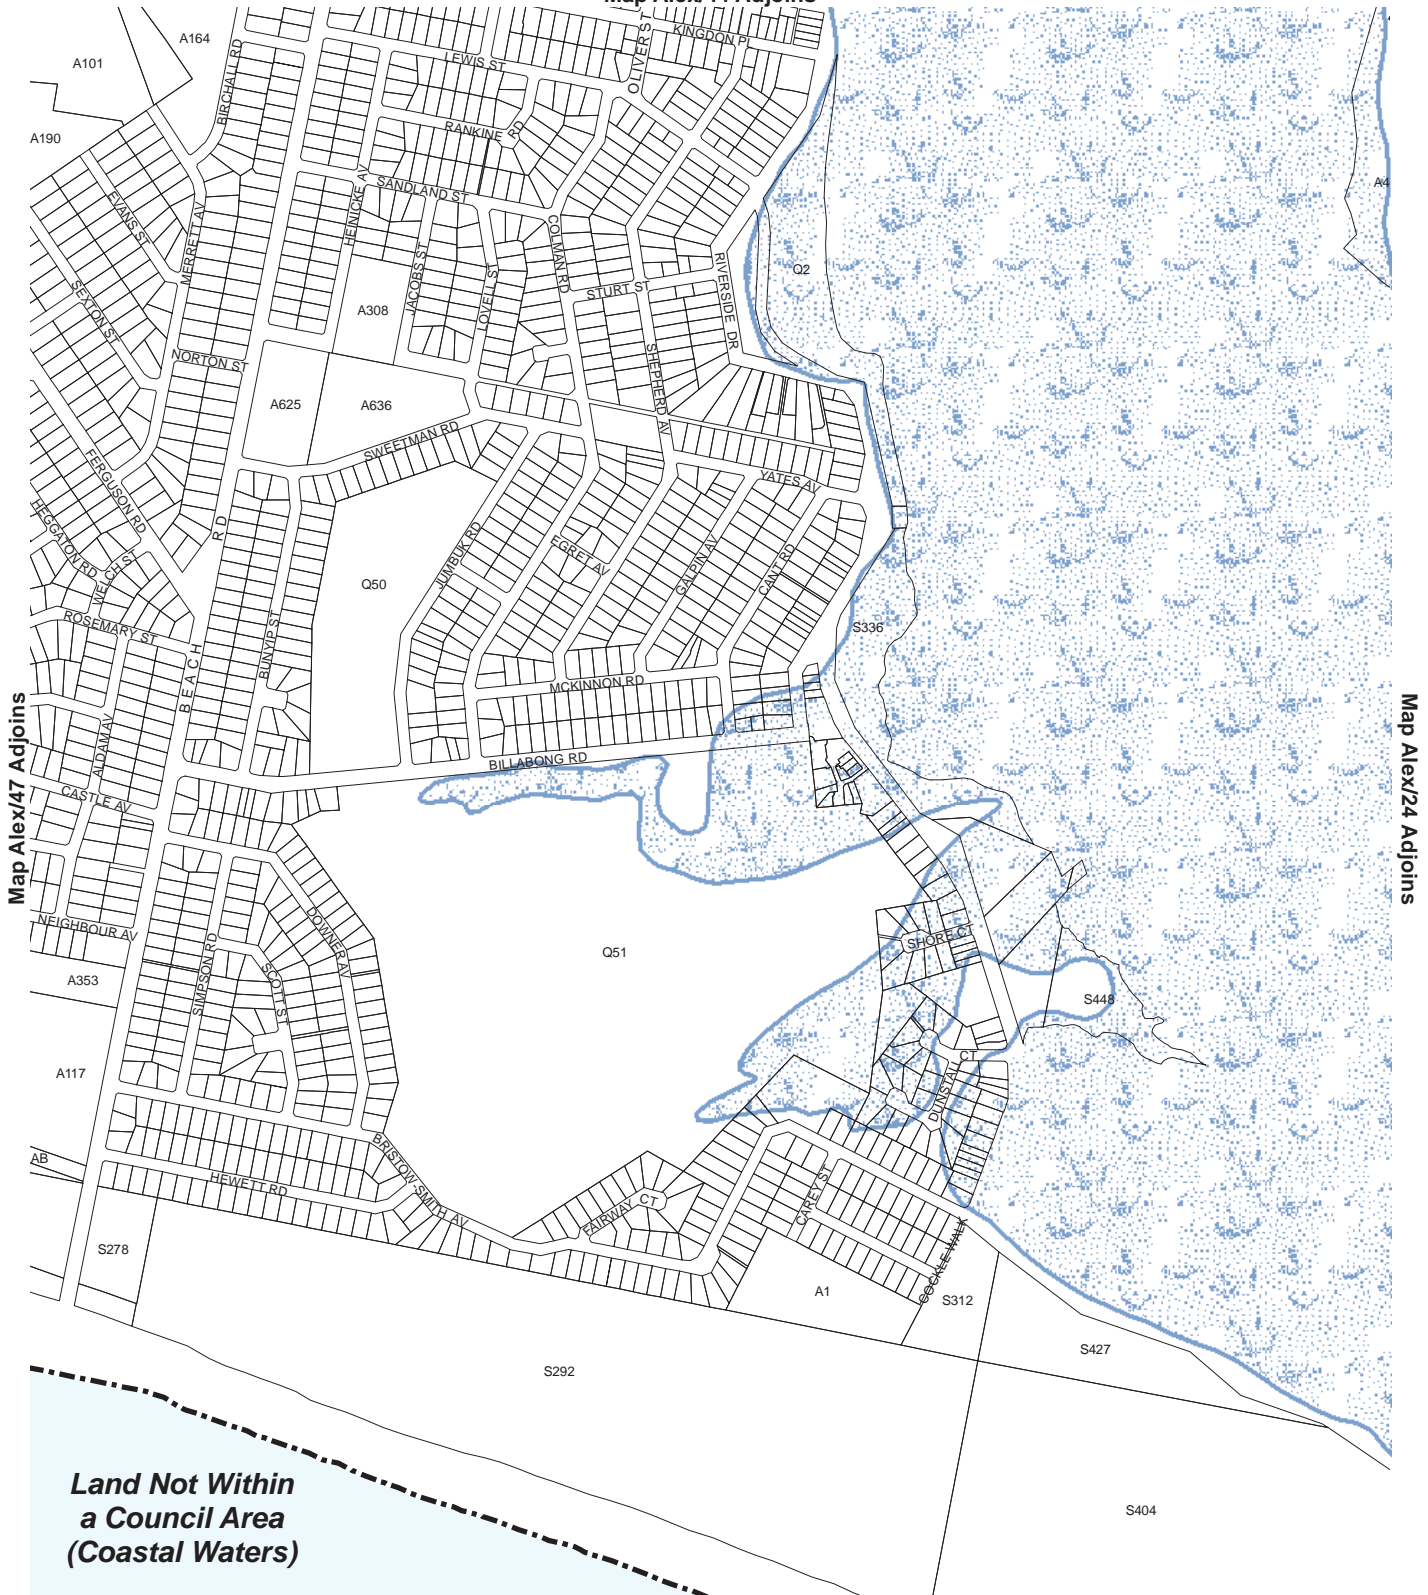 KINGDON PL
OLIVER ST
A164
BIRCHALL RD
LEWIS ST
A101
RANKINE RD
A190
SANDLAND ST
HEINICKE AV
A4
EVANS ST
MERRETT AV
COLMAN RD
JACOBS ST
LOVELL ST
RIVERSIDE DR
Q2
SEXTON ST
STURT ST
A308
NORTON ST
SHEPHERD AV
A625
A636
SWEETMAN RD
FERGUSON RD
YATES AV
HEGGATON RD
RD
WELCH ST
JUMBUK RD
EGRET AV
GALPIN AV
CANT RD
Q50
ROSEMARY ST
BUNYIP ST
S336
BEACH
MCKINNON RD
Map Alex/47 Adjoins
Map Alex/24 Adjoins
ALDAM AV
BILLABONG RD
CASTLE AV
NEIGHBOUR AV
DOWNER AV
SIMPSON RD
SCOTT ST
SHORE CT
Q51
A353
S448
A117
DUNSTALL CT
BRISTOW-SMITH AV
AB
HEWETT RD
FAIRWAY CT
CAREY ST
COCKLE WALK
S278
A1
S312
S427
S292
Land Not Within
a Council Area
(Coastal Waters)
S404